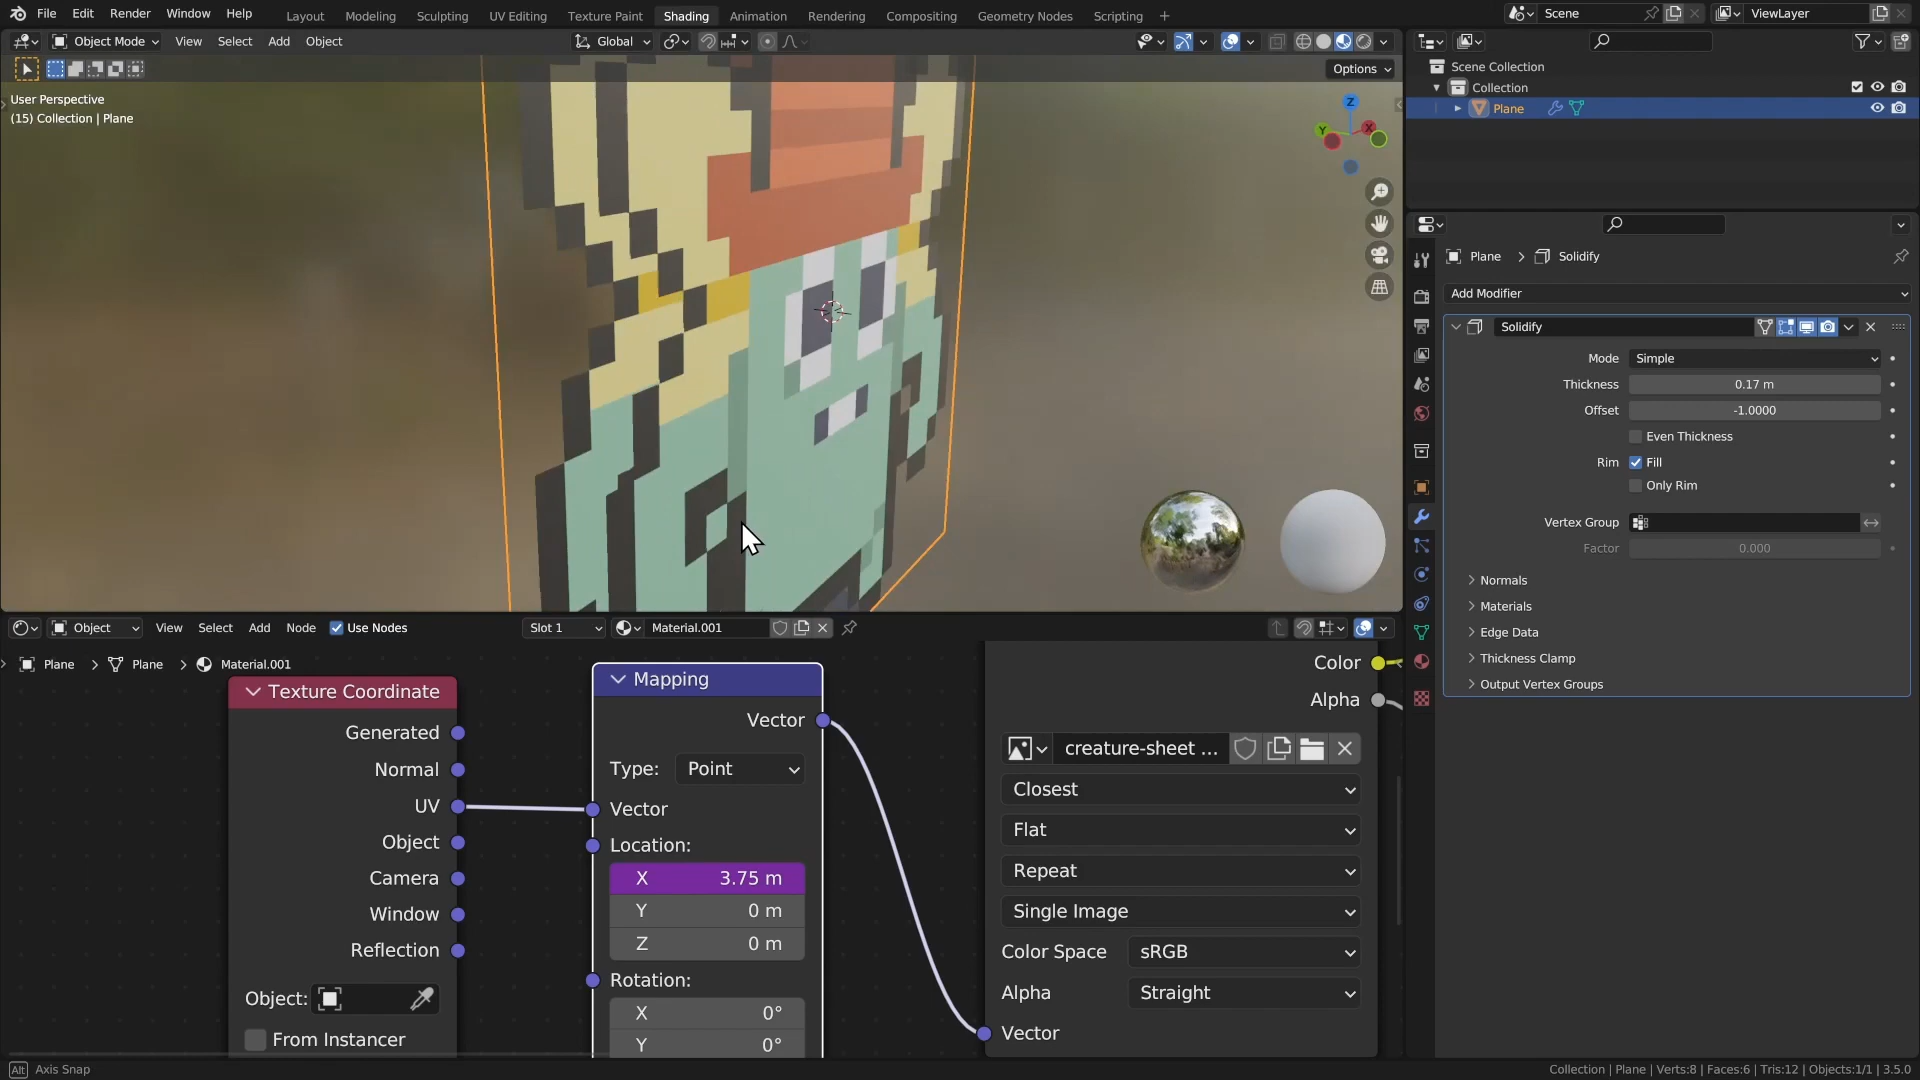 File Edit Render Window Help Layout Modeling Sculpting UV Editing Texture Paint Shading Animation Rendering Compositing Geometry Nodes Scripting + Scene ViewLayer
Object Mode View Select Add Object Global
Options
User Perspective
(15) Collection | Plane
Z
Y
X
Scene Collection
Collection
Plane
Plane > Solidify
Add Modifier
Solidify
Mode Simple
Thickness 0.17 m
Offset -1.0000
Even Thickness
Rim Fill
Only Rim
Vertex Group
Factor 0.000
Normals
Materials
Edge Data
Thickness Clamp
Output Vertex Groups
Object View Select Add Node Use Nodes Slot 1 Material.001
Plane > Plane > Material.001
Texture Coordinate
Generated
Normal
UV
Object
Camera
Window
Reflection
Object:
From Instancer
Mapping
Vector
Type: Point
Vector
Location:
X 3.75 m
Y 0 m
Z 0 m
Rotation:
X 0°
Y 0°
Color
Alpha
creature-sheet ...
Closest
Flat
Repeat
Single Image
Color Space sRGB
Alpha Straight
Vector
Alt Axis Snap
Collection | Plane | Verts:8 | Faces:6 | Tris:12 | Objects:1/1 | 3.5.0